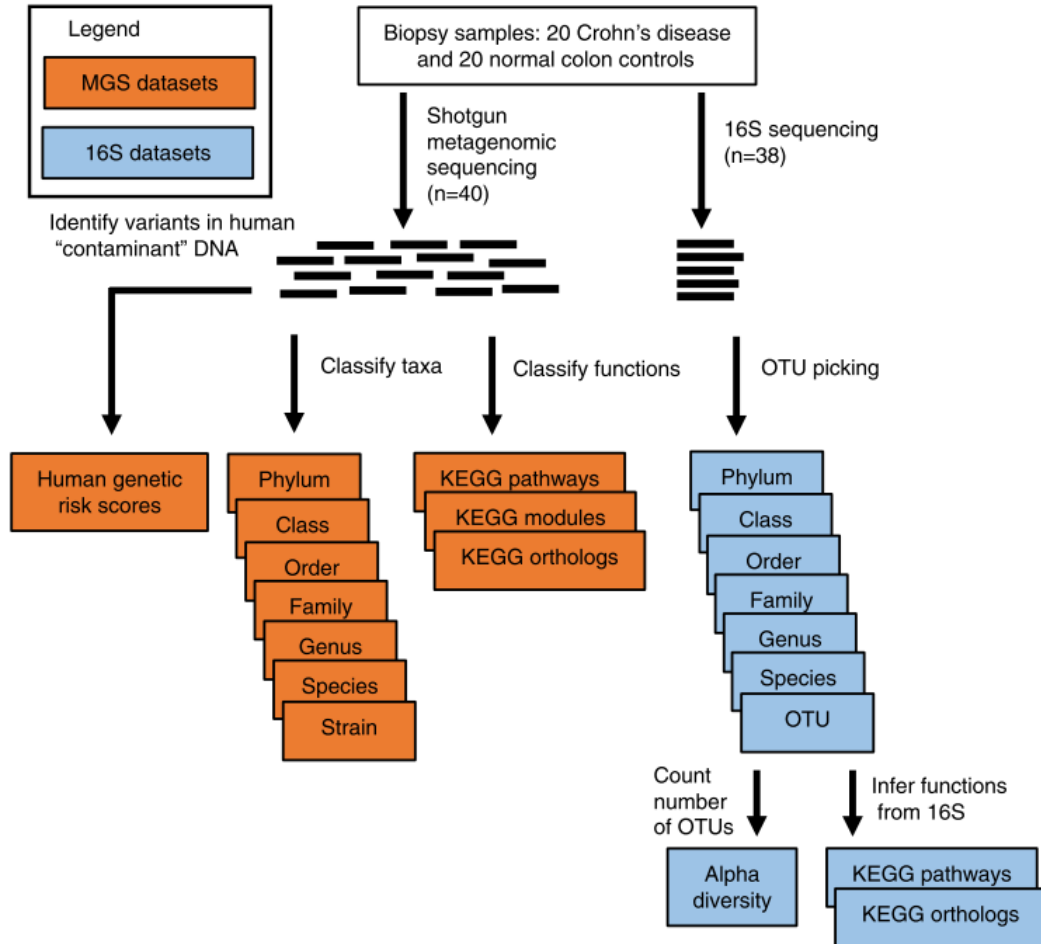 Legend
MGS datasets
16S datasets
Biopsy samples: 20 Crohn's disease
and 20 normal colon controls
Shotgun
metagenomic
sequencing
(n=40)
16S sequencing
(n=38)
Identify variants in human
“contaminant” DNA
Classify taxa
Classify functions
OTU picking
Human genetic
risk scores
Phylum
Class
Order
Family
Genus
Species
Strain
KEGG pathways
KEGG modules
KEGG orthologs
Phylum
Class
Order
Family
Genus
Species
OTU
Count
number
of OTUs
Infer functions
from 16S
Alpha
diversity
KEGG pathways
KEGG orthologs